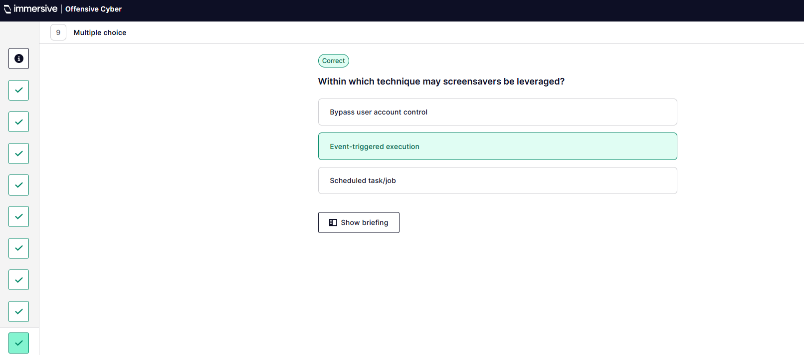 immersive | Offensive Cyber
9 Multiple choice
Correct
Within which technique may screensavers be leveraged?
Bypass user account control
Event-triggered execution
Scheduled task/job
Show briefing